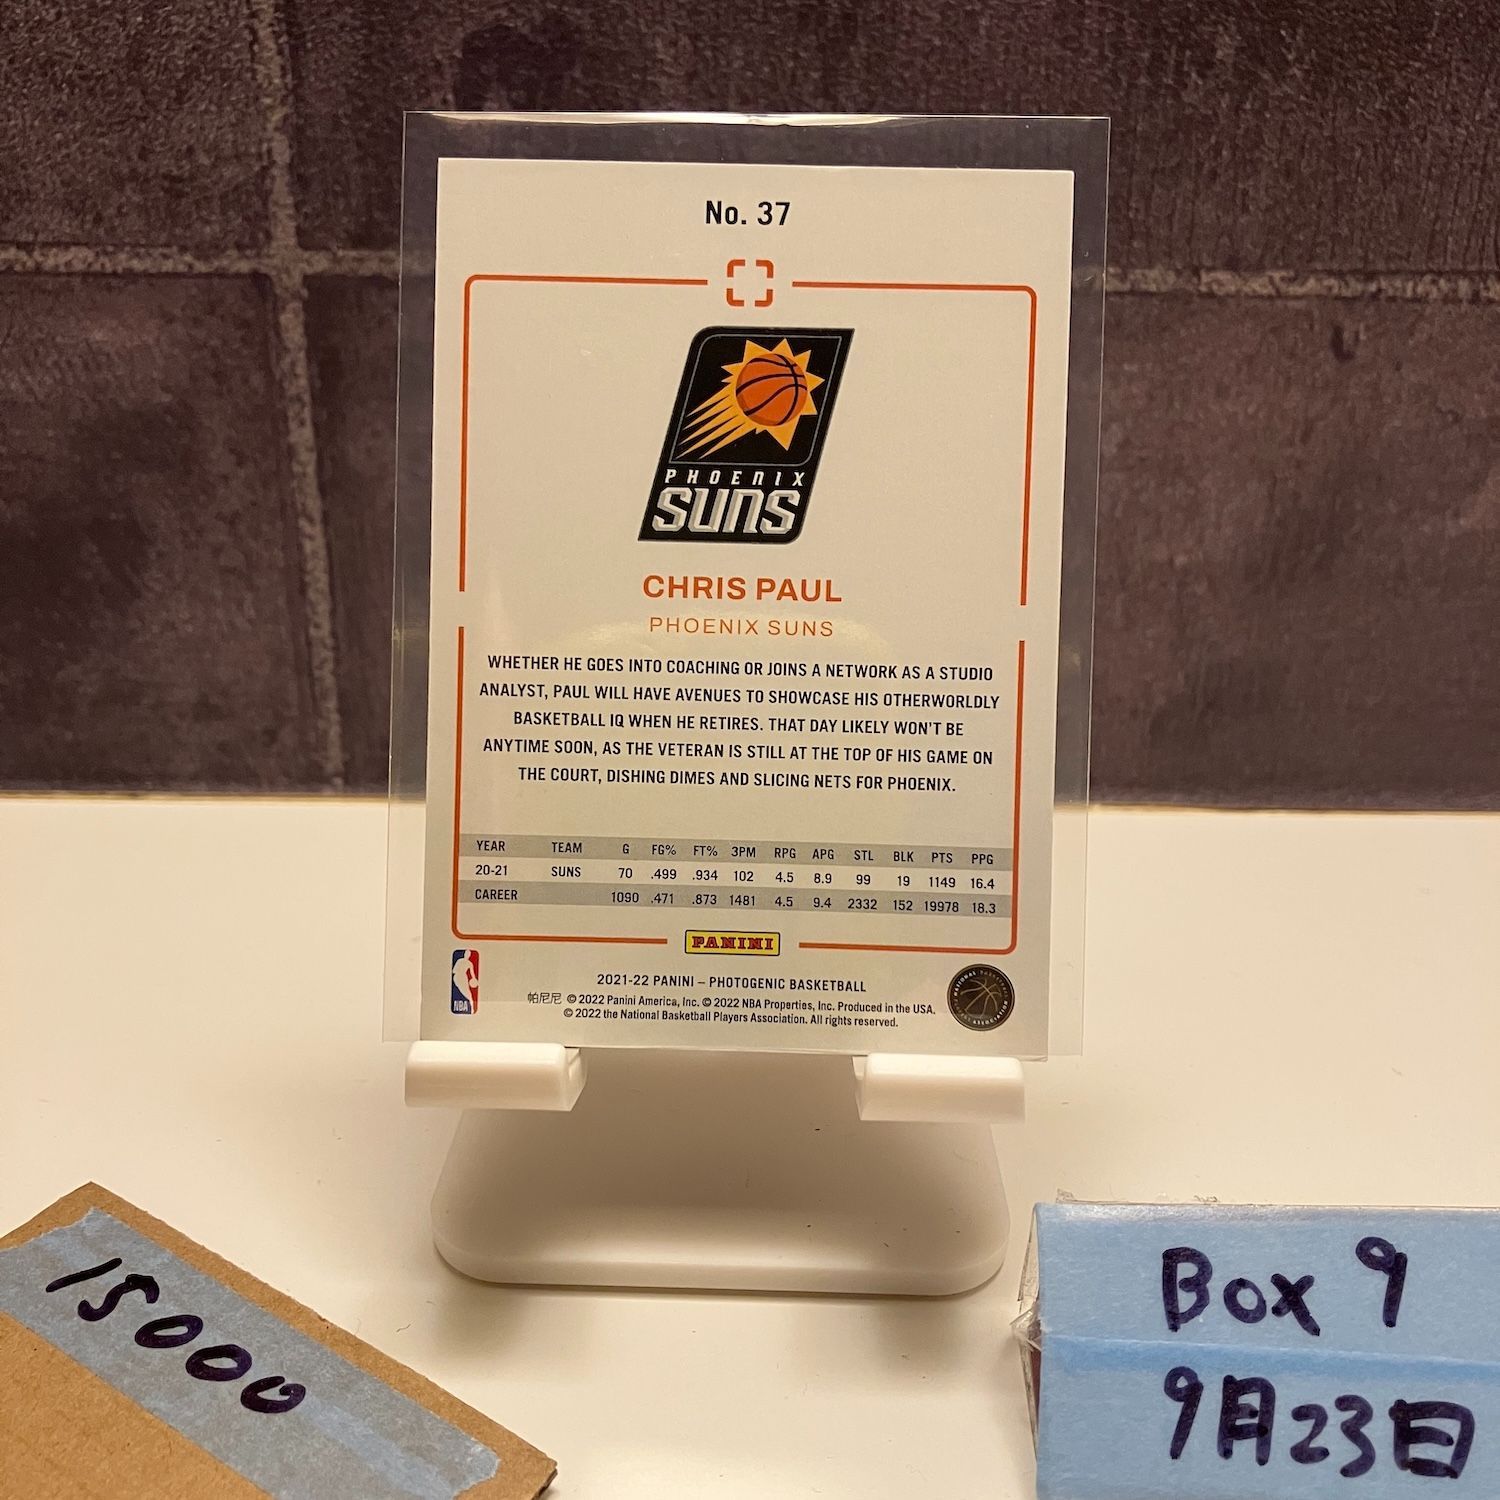 No. 37
PHOENIX
SUNS
CHRIS PAUL
PHOENIX SUNS
WHETHER HE GOES INTO COACHING OR JOINS A NETWORK AS A STUDIO
ANALYST, PAUL WILL HAVE AVENUES TO SHOWCASE HIS OTHERWORLDLY
BASKETBALL IQ WHEN HE RETIRES. THAT DAY LIKELY WON'T BE
ANYTIME SOON, AS THE VETERAN IS STILL AT THE TOP OF HIS GAME ON
THE COURT, DISHING DIMES AND SLICING NETS FOR PHOENIX.
YEAR TEAM G FG% FT% 3PM RPG APG STL BLK PTS PPG
20-21 SUNS 70 .499 .934 102 4.5 8.9 99 19 1149 16.4
CAREER 1090 .471 .873 1481 4.5 9.4 2332 152 19978 18.3
PANINI
NBA
2021-22 PANINI – PHOTOGENIC BASKETBALL
帕尼尼 © 2022 Panini America, Inc. © 2022 NBA Properties, Inc. Produced in the USA.
© 2022 the National Basketball Players Association. All rights reserved.
15000
Box 9
9月23日